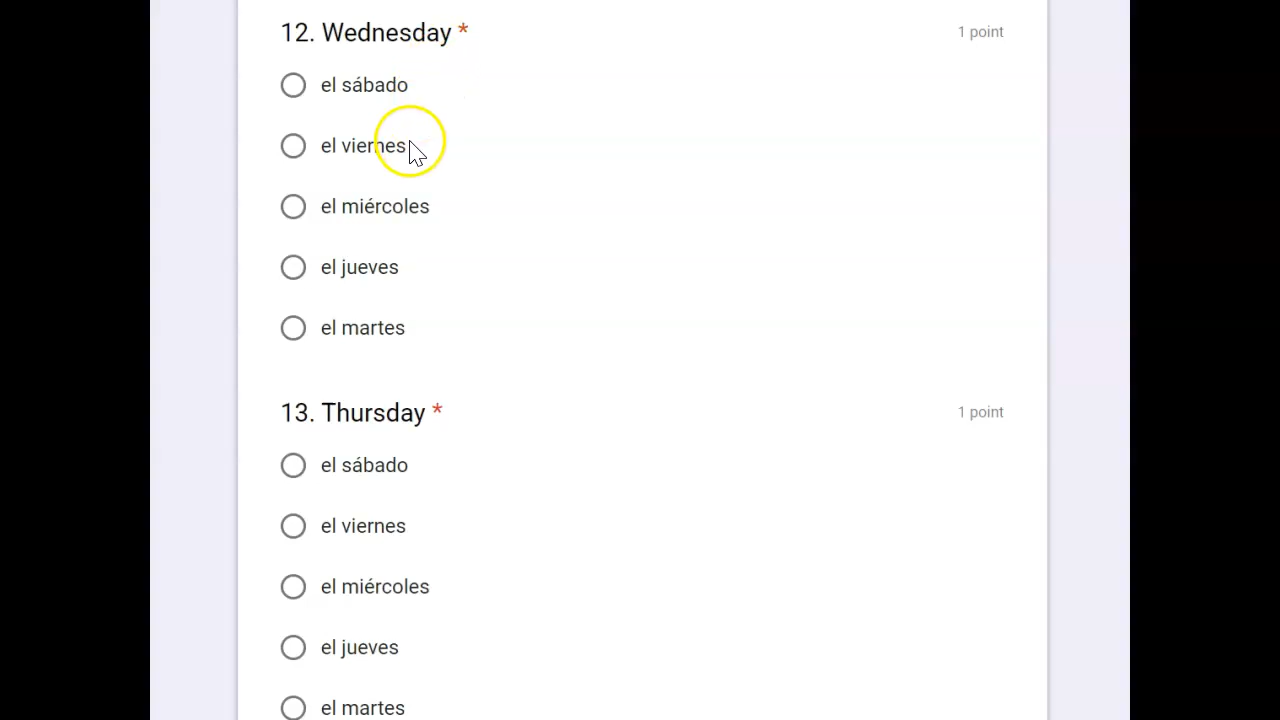 12. Wednesday * 1 point
el sábado
el viernes
el miércoles
el jueves
el martes
13. Thursday * 1 point
el sábado
el viernes
el miércoles
el jueves
el martes